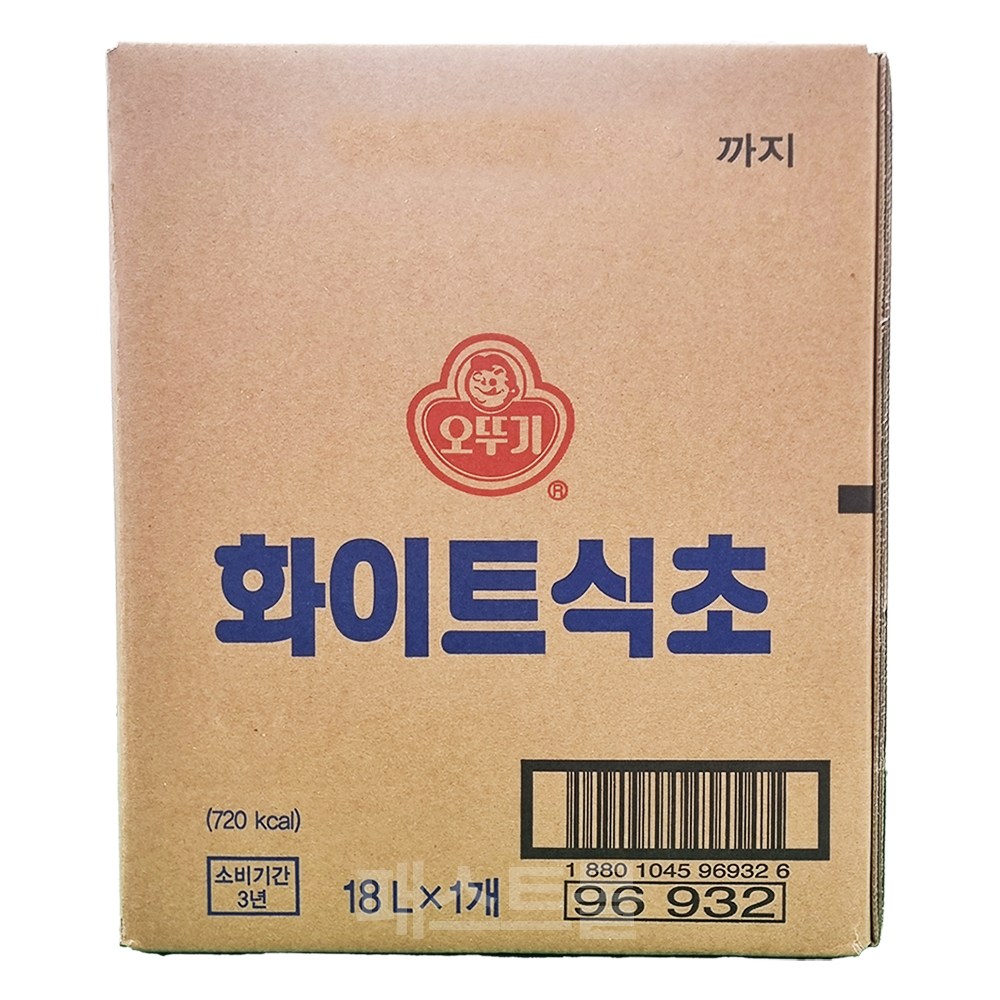 까지
오뚜기
®
화이트식초
(720 kcal)
소비기간
3년
18 L×1개
1 880 1045 96932 6
96 932